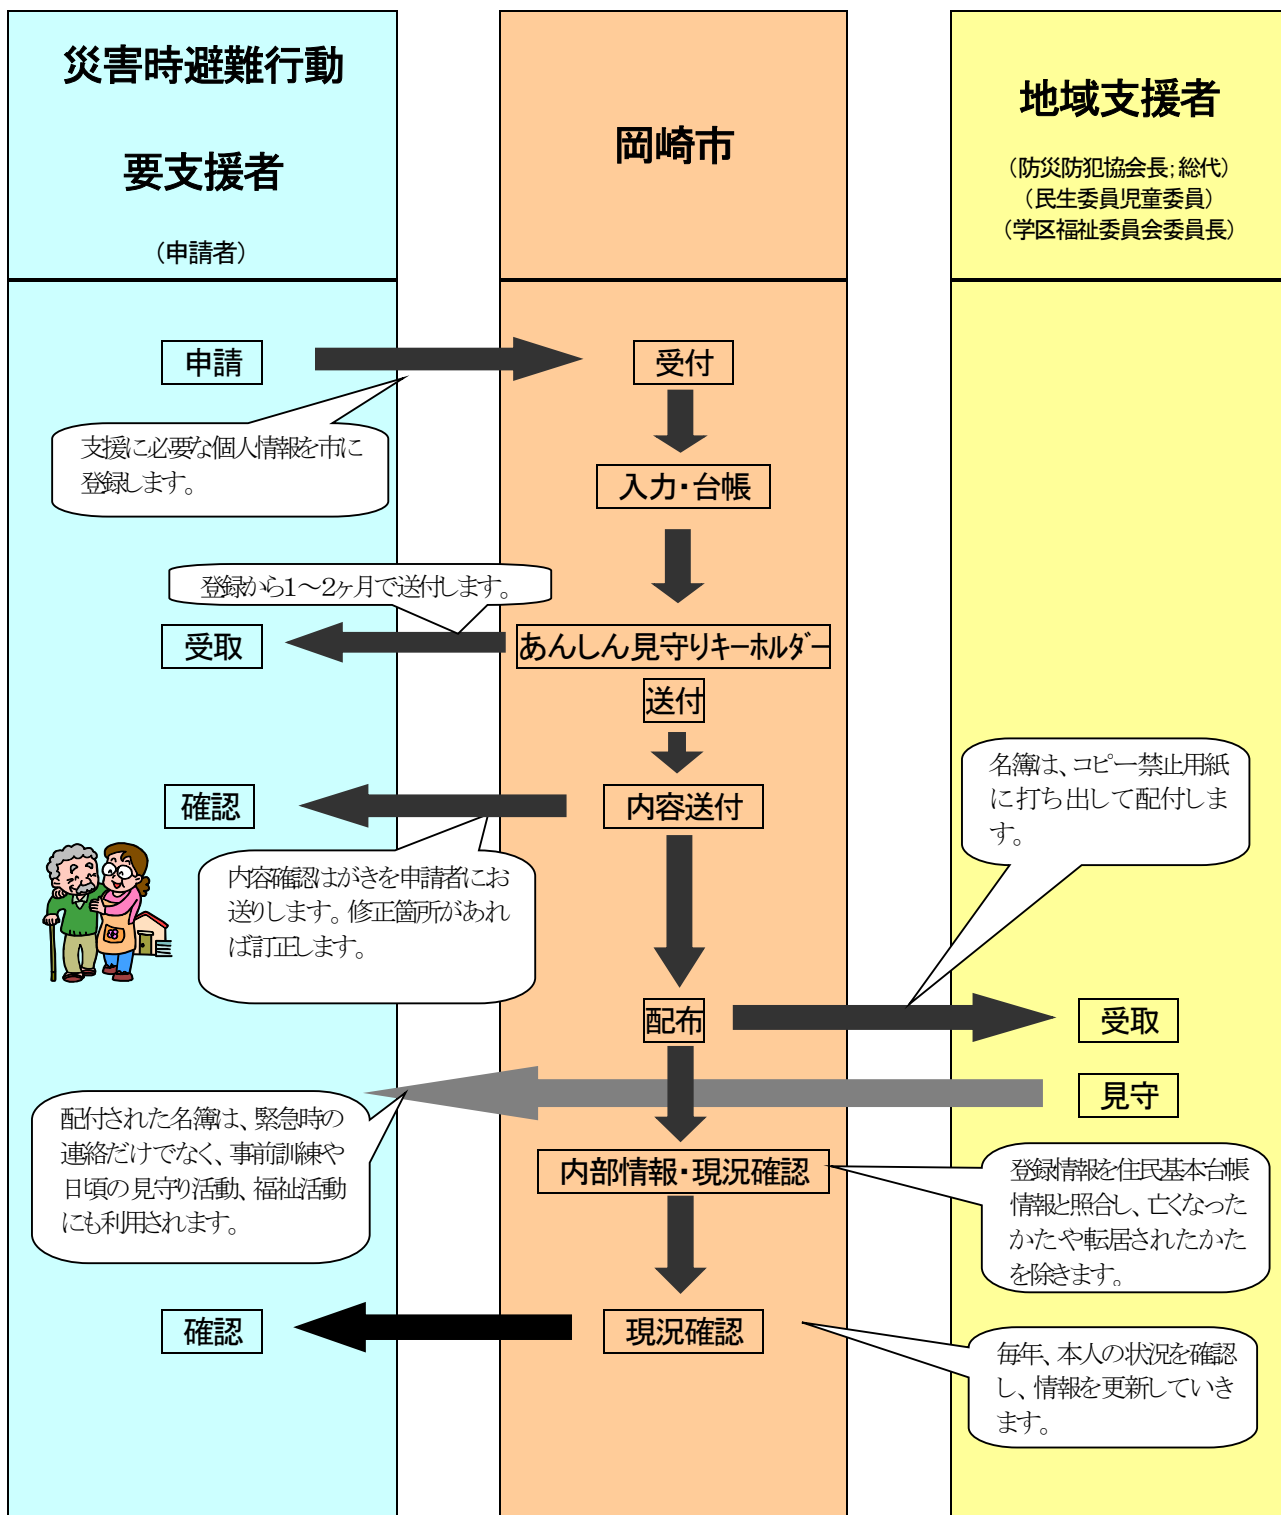 災害時避難行動
要支援者
（申請者）
岡崎市
地域支援者
（防災防犯協会長；総代）
（民生委員児童委員）
（学区福祉委員会委員長）
申請
受付
支援に必要な個人情報を市に
登録します。
入力・台帳
登録から1～2ヶ月で送付します。
受取
あんしん見守りキーホルダー
送付
名簿は、コピー禁止用紙
に打ち出して配付しま
す。
確認
内容送付
内容確認はがきを申請者にお
送りします。修正箇所があれ
ば訂正します。
配布
受取
見守
配付された名簿は、緊急時の
連絡だけでなく、事前訓練や
日頃の見守り活動、福祉活動
にも利用されます。
内部情報・現況確認
登録情報を住民基本台帳
情報と照合し、亡くなった
かたや転居されたかた
を除きます。
確認
現況確認
毎年、本人の状況を確認
し、情報を更新していき
ます。